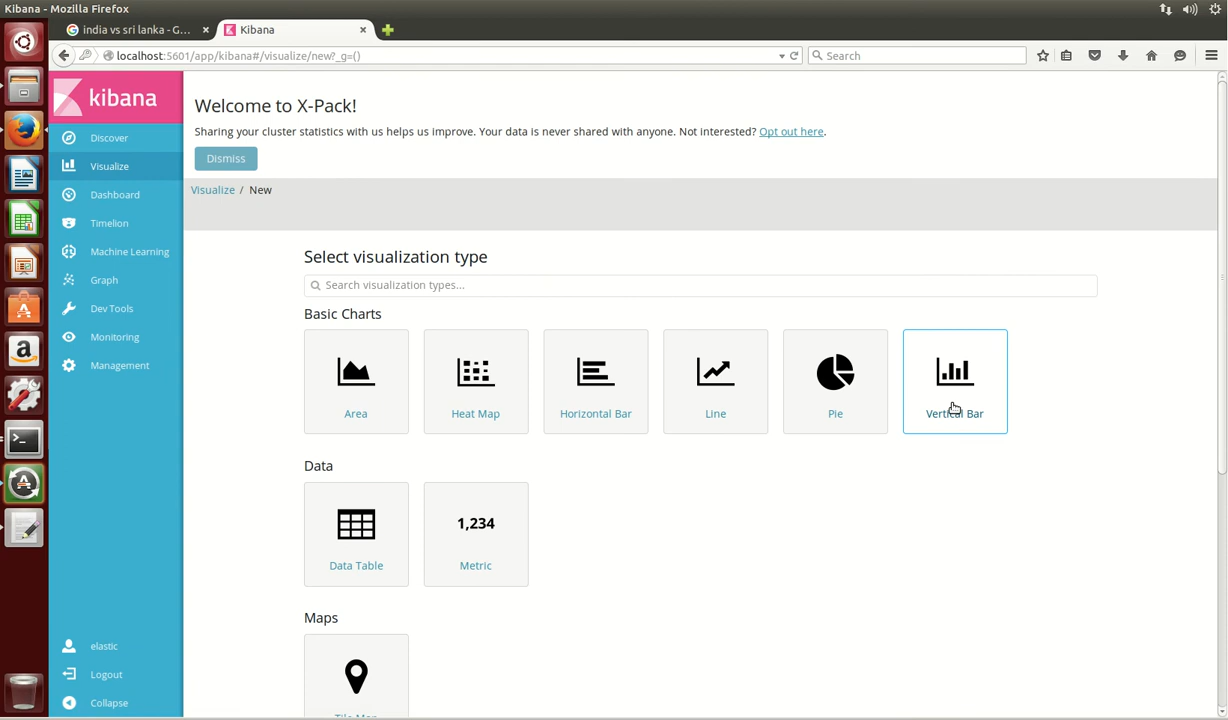 Kibana - Mozilla Firefox
india vs sri lanka - G...
Kibana
localhost:5601/app/kibana#/visualize/new?_g=()
Search
kibana
Discover
Visualize
Dashboard
Timelion
Machine Learning
Graph
Dev Tools
Monitoring
Management
elastic
Logout
Collapse
Welcome to X-Pack!
Sharing your cluster statistics with us helps us improve. Your data is never shared with anyone. Not interested? Opt out here.
Dismiss
Visualize / New
Select visualization type
Search visualization types...
Basic Charts
Area
Heat Map
Horizontal Bar
Line
Pie
Vertical Bar
Data
1,234
Data Table
Metric
Maps
Tile Map